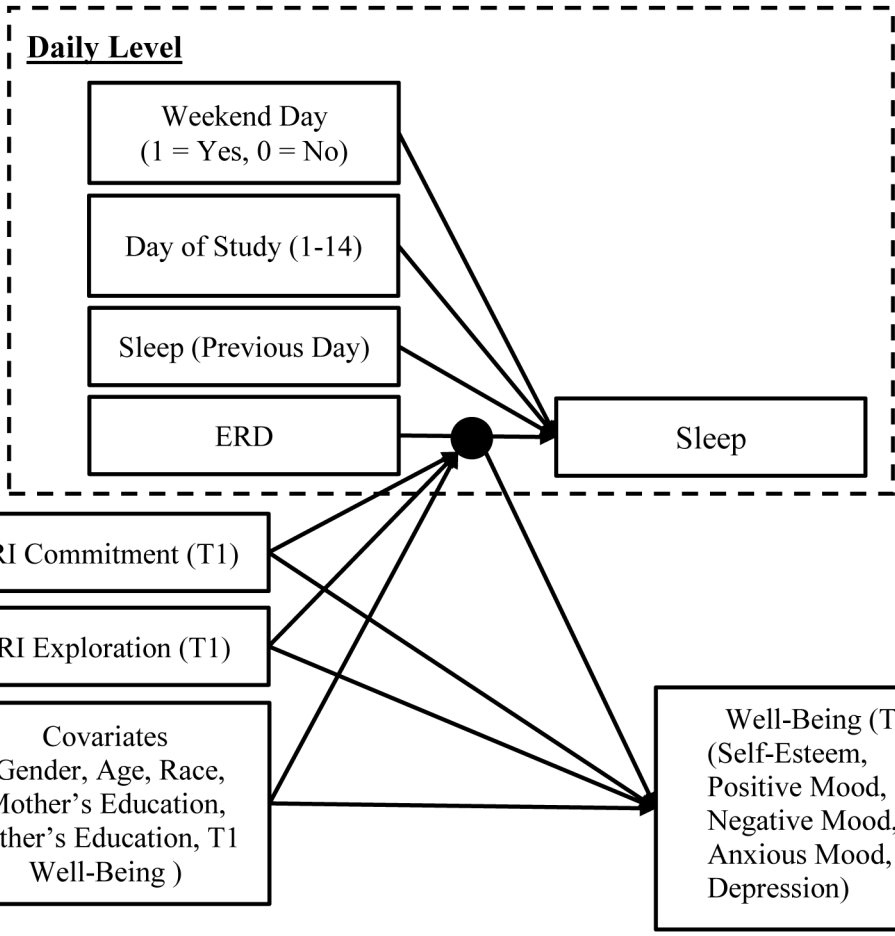 Daily Level
Weekend Day
(1 = Yes, 0 = No)
Day of Study (1-14)
Sleep (Previous Day)
ERD
Sleep
RI Commitment (T1)
RI Exploration (T1)
Covariates
Gender, Age, Race,
Mother's Education,
ther's Education, T1
Well-Being )
Well-Being (T
(Self-Esteem,
Positive Mood,
Negative Mood,
Anxious Mood,
Depression)